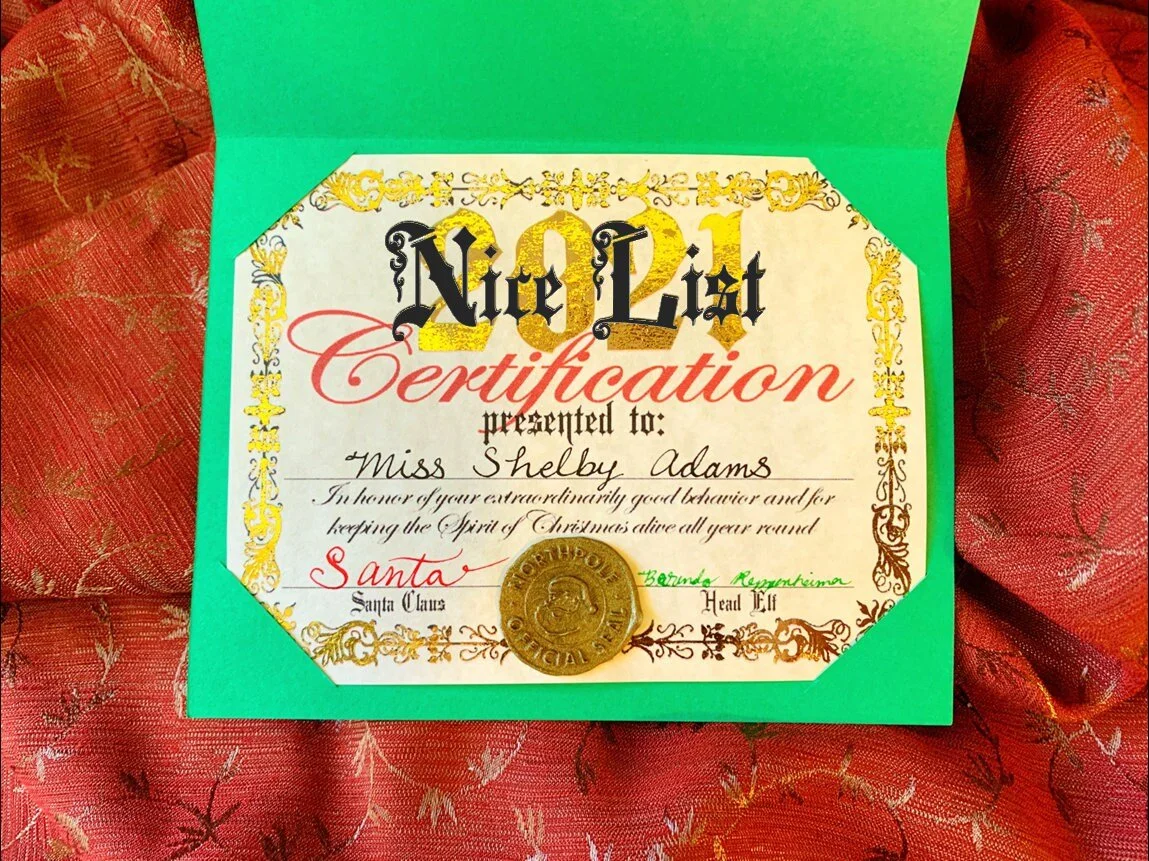 2021
Nice List
Certification
presented to:
Miss Shelby Adams
In honor of your extraordinarily good behavior and for
keeping the Spirit of Christmas alive all year round
Santa
Santa Claus
Head Elf
NORTHPOLE
OFFICIAL SEAL